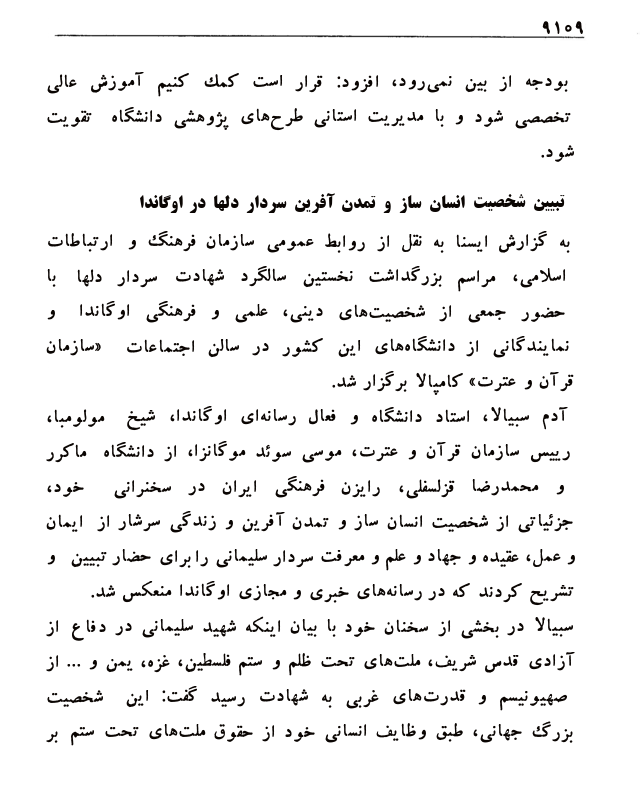 ۹۱۵۹
بودجه از بین نمی‌رود، افزود: قرار است کمك کنیم آموزش عالی
تخصصی شود و با مدیریت استانی طرح‌های پژوهشی دانشگاه تقویت
شود.
تبیین شخصیت انسان ساز و تمدن آفرین سردار دلها در اوگاندا
به گزارش ایسنا به نقل از روابط عمومی سازمان فرهنگ و ارتباطات
اسلامی، مراسم بزرگداشت نخستین سالگرد شهادت سردار دلها با
حضور جمعی از شخصیت‌های دینی، علمی و فرهنگی اوگاندا و
نمایندگانی از دانشگاه‌های این کشور در سالن اجتماعات «سازمان
قرآن و عترت» کامپالا برگزار شد.
آدم سبیالا، استاد دانشگاه و فعال رسانه‌ای اوگاندا، شیخ مولومبا،
رییس سازمان قرآن و عترت، موسی سوئد موگانزا، از دانشگاه ماکرر
و محمدرضا قزلسفلی، رایزن فرهنگی ایران در سخنرانی خود،
جزئیاتی از شخصیت انسان ساز و تمدن آفرین و زندگی سرشار از ایمان
و عمل، عقیده و جهاد و علم و معرفت سردار سلیمانی را برای حضار تبیین و
تشریح کردند که در رسانه‌های خبری و مجازی اوگاندا منعکس شد.
سبیالا در بخشی از سخنان خود با بیان اینکه شهید سلیمانی در دفاع از
آزادی قدس شریف، ملت‌های تحت ظلم و ستم فلسطین، غزه، یمن و ... از
صهیونیسم و قدرت‌های غربی به شهادت رسید گفت: این شخصیت
بزرگ جهانی، طبق وظایف انسانی خود از حقوق ملت‌های تحت ستم بر